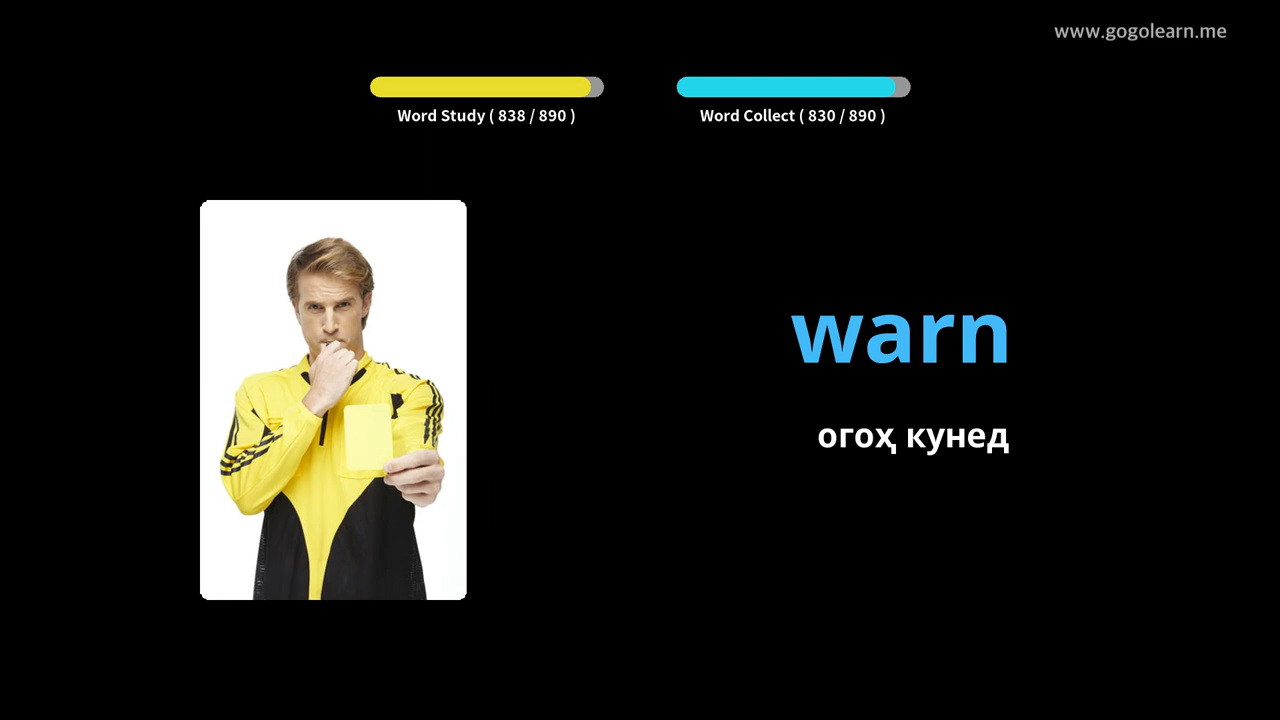 www.gogolearn.me
Word Study ( 838 / 890 )
Word Collect ( 830 / 890 )
warn
огоҳ кунед